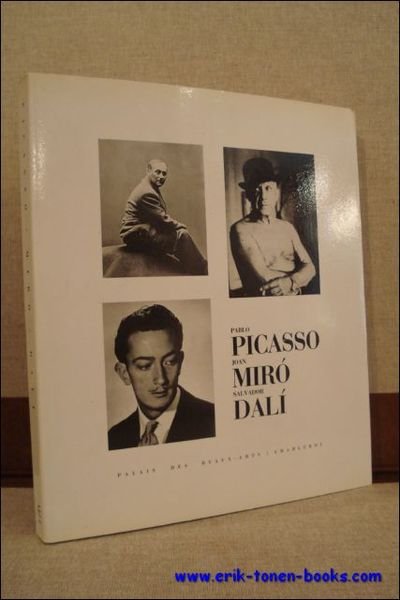 PABLO
PICASSO
JOAN
MIRÓ
SALVADOR
DALÍ
PALAIS DES BEAUX-ARTS / CHARLEROI
www.erik-tonen-books.com